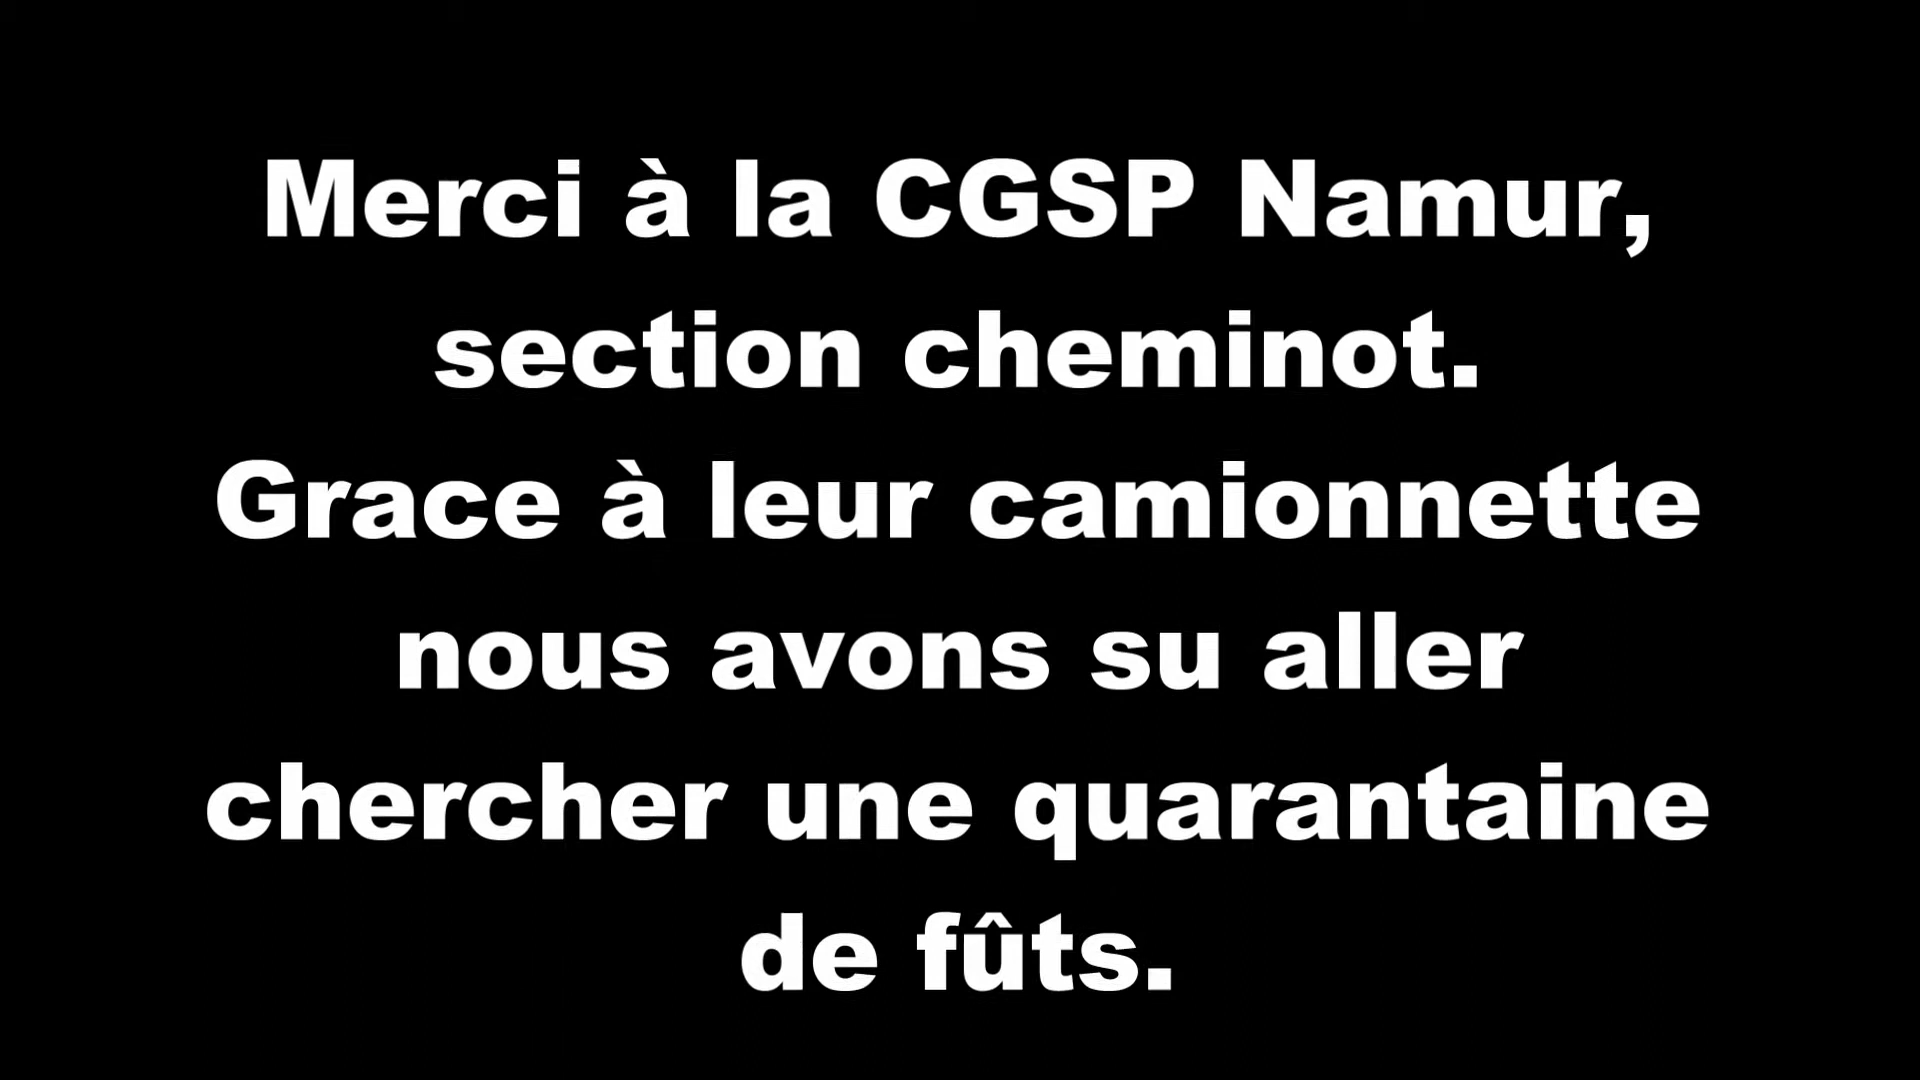 Merci à la CGSP Namur,
section cheminot.
Grace à leur camionnette
nous avons su aller
chercher une quarantaine
de fûts.